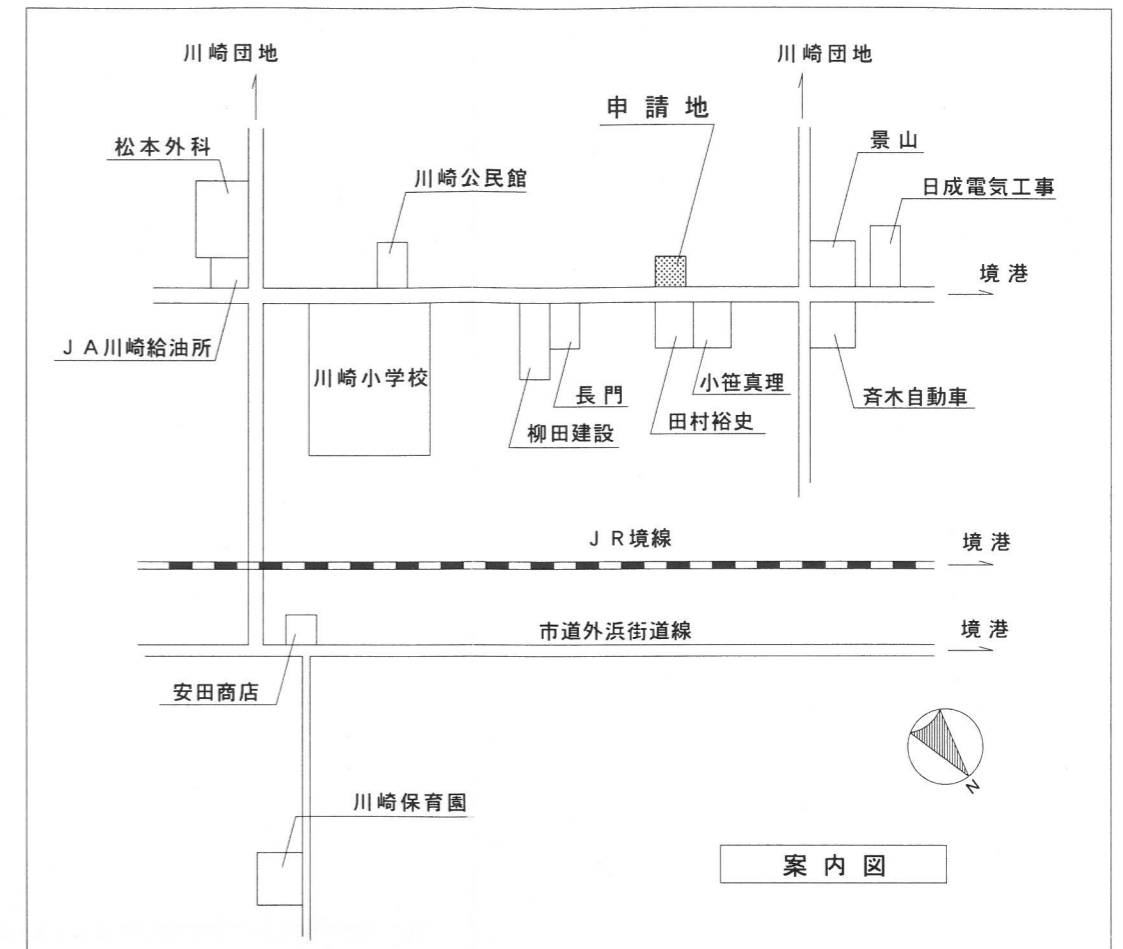 川崎団地
川崎団地
申請地
松本外科
景山
川崎公民館
日成電気工事
境港
JA川崎給油所
川崎小学校
長門
小笹真理
斉木自動車
柳田建設
田村裕史
JR境線
境港
市道外浜街道線
境港
安田商店
N
川崎保育園
案内図